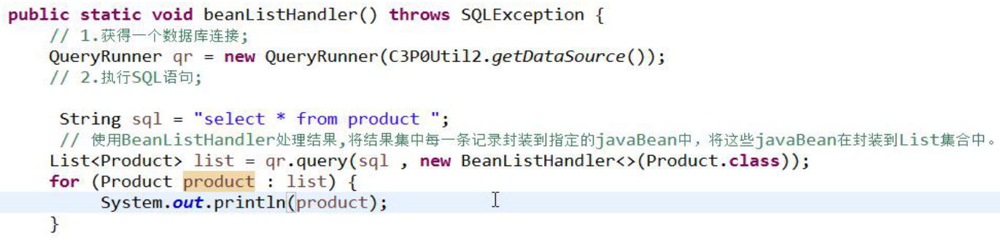 public static void beanListHandler() throws SQLException {
// 1.获得一个数据库连接;
QueryRunner qr = new QueryRunner(C3P0Util2.getDataSource());
// 2.执行SQL语句;
String sql = "select * from product ";
// 使用BeanListHandler处理结果,将结果集中每一条记录封装到指定的javaBean中，将这些javaBean在封装到List集合中。
List<Product> list = qr.query(sql , new BeanListHandler<>(Product.class));
for (Product product : list) {
System.out.println(product);
}